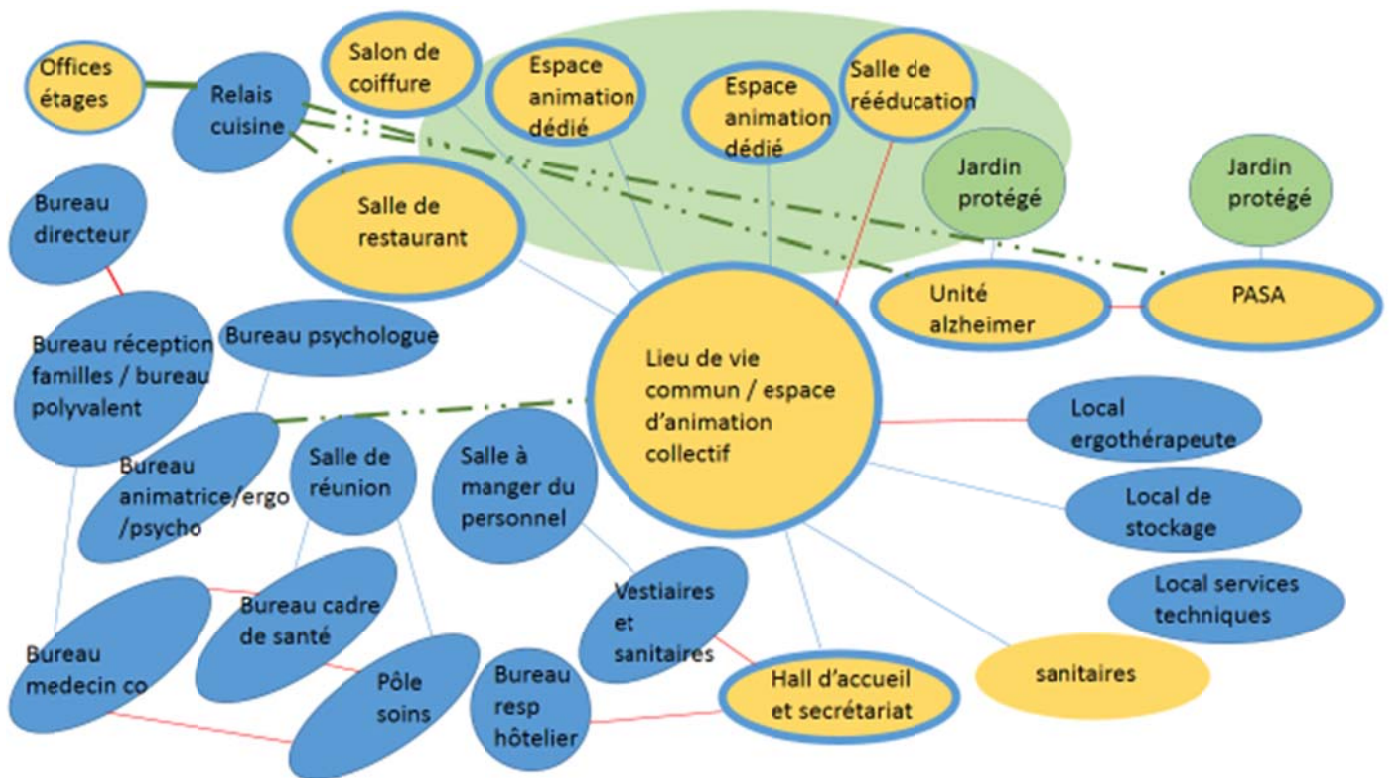 Offices
étages
Relais
cuisine
Salon de
coiffure
Espace
animation
dédié
Espace
animation
dédié
Salle de
rééducation
Jardin
protégé
Jardin
protégé
Bureau
directeur
Salle de
restaurant
Unité
alzheimer
PASA
Bureau réception
familles / bureau
polyvalent
Bureau psychologue
Lieu de vie
commun / espace
d'animation
collectif
Local
ergothérapeute
Bureau
animatrice/ergo
/psycho
Salle de
réunion
Salle à
manger du
personnel
Local de
stockage
Local services
techniques
Bureau cadre
de santé
Vestiaires
et
sanitaires
Bureau
medecin co
Pôle
soins
Bureau
resp
hôtelier
Hall d'accueil
et secrétariat
sanitaires